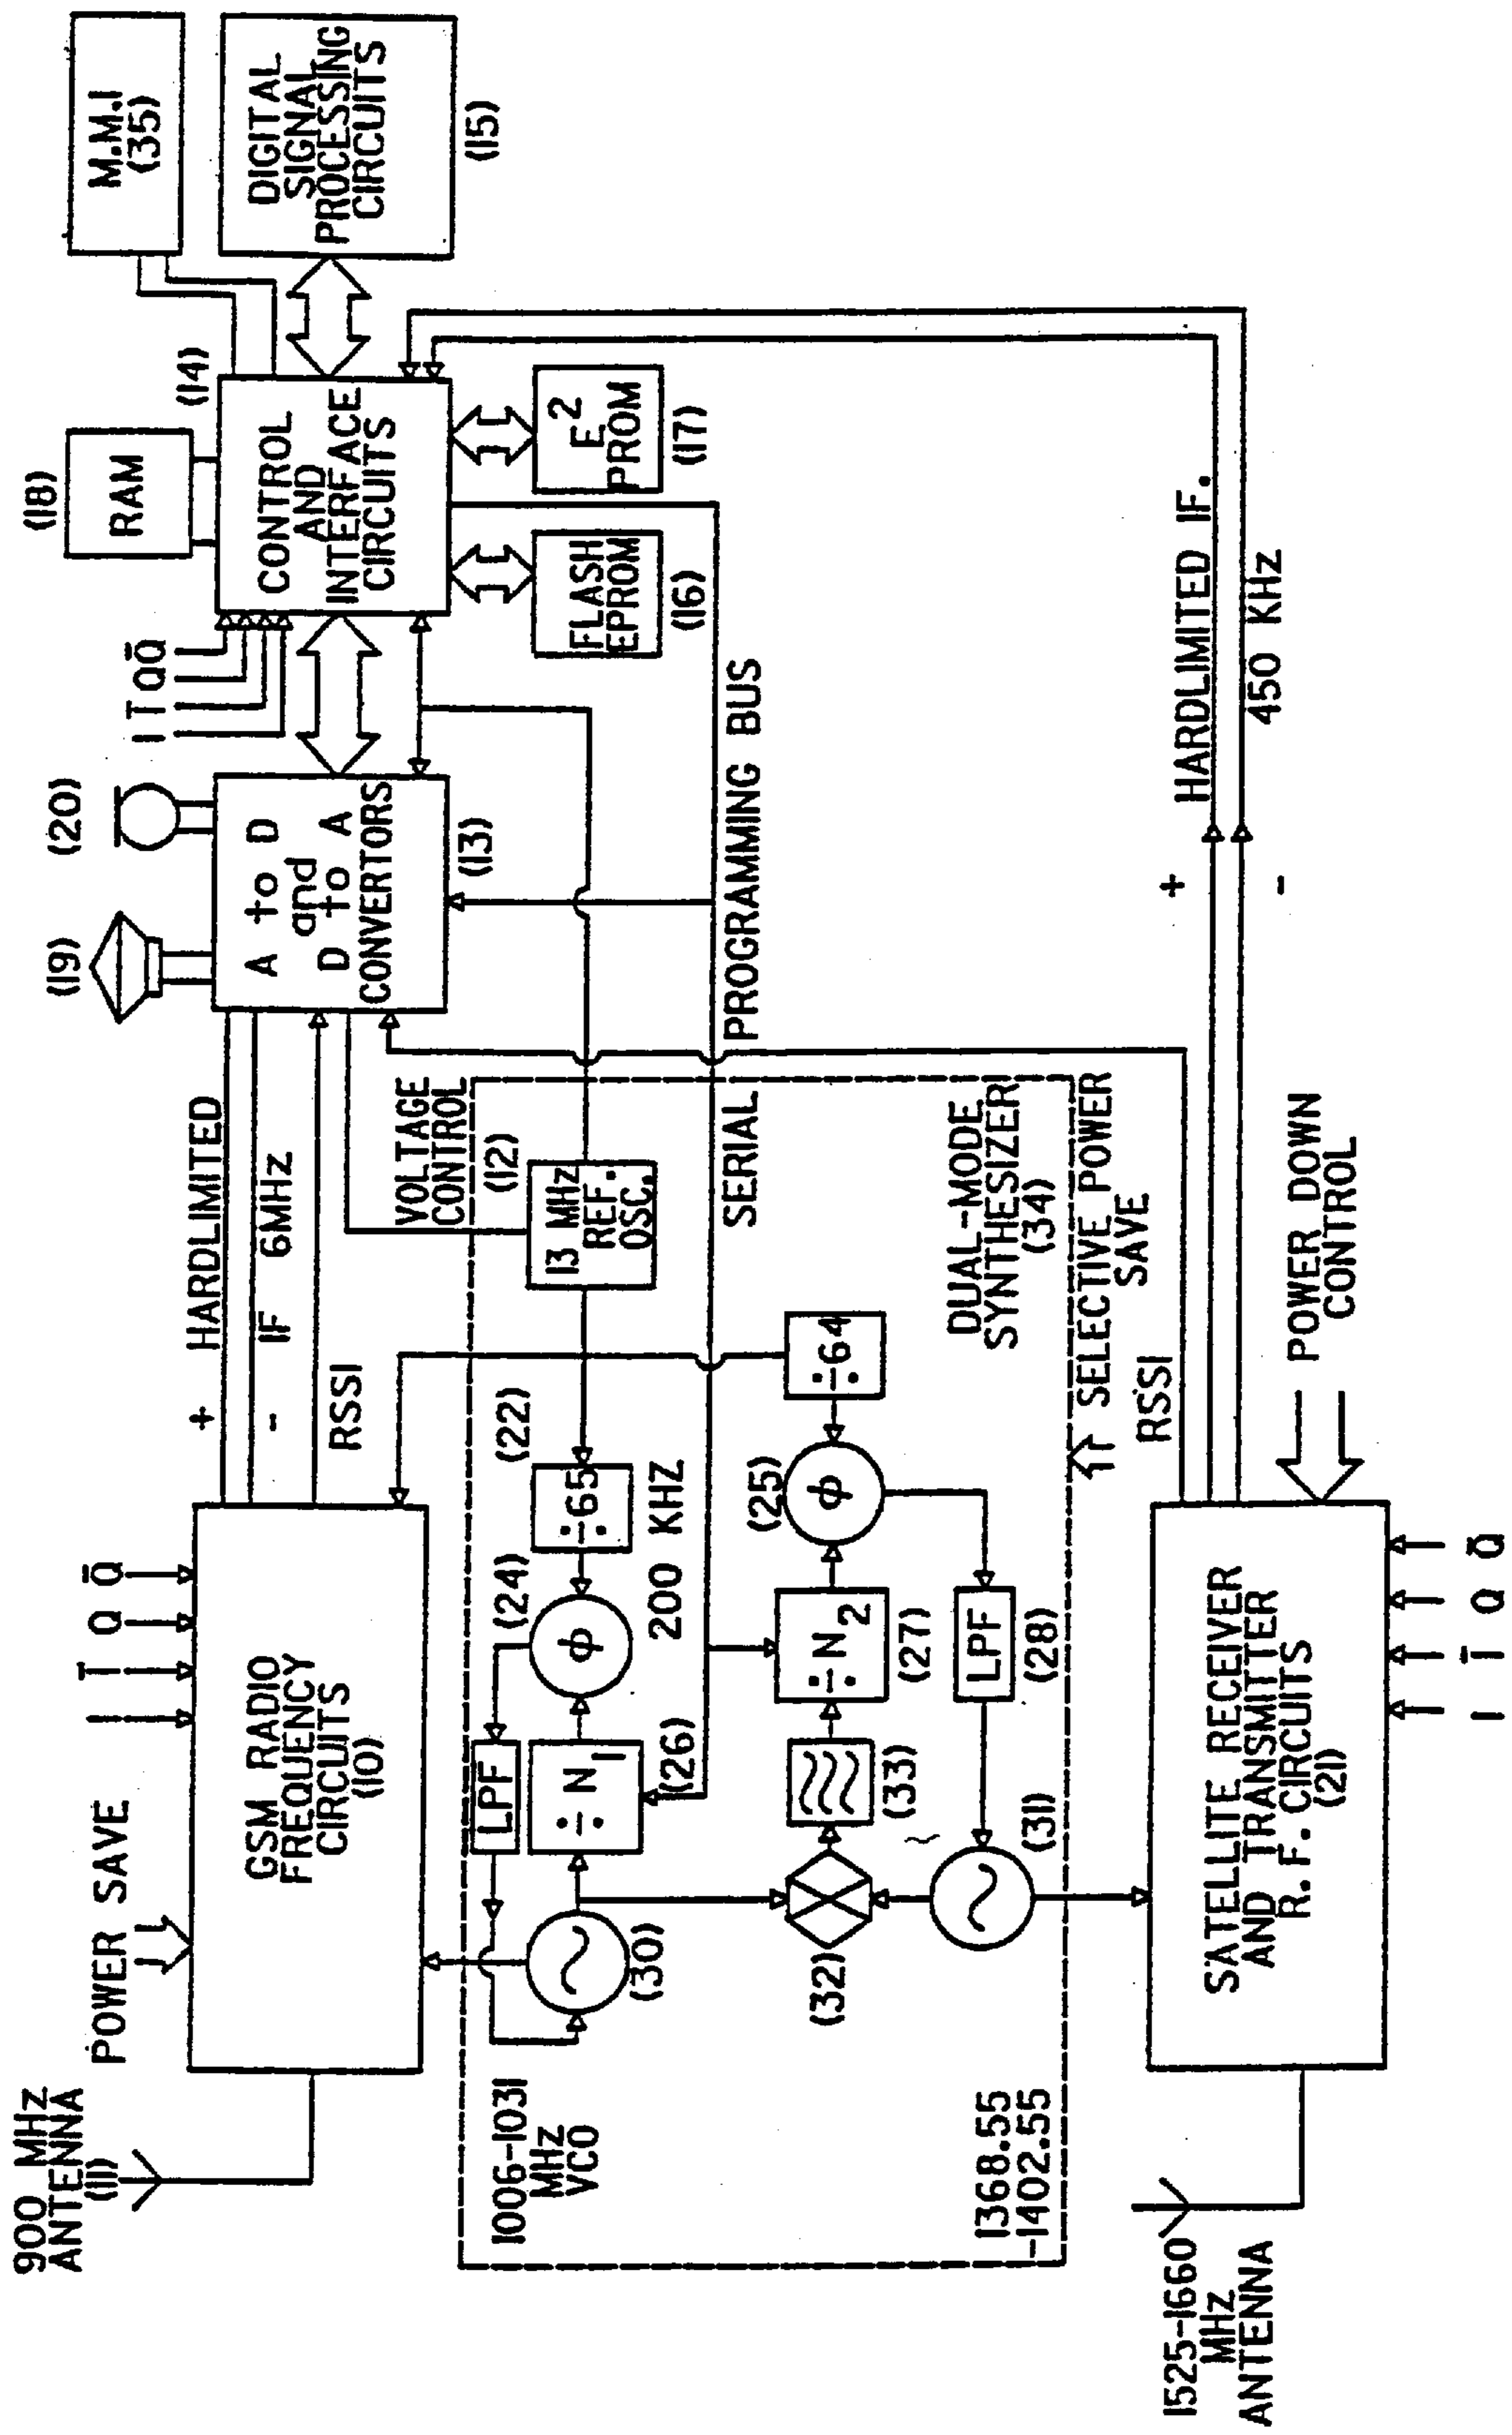 900 MHz
ANTENNA
(11)
POWER SAVE
I Ī Q Q̄
GSM RADIO
FREQUENCY
CIRCUITS
(10)
+ HARDLIMITED
- IF 6MHz
RSSI
(19)
(20)
A to D
and
D to A
CONVERTORS
(13)
I Ī Q Q̄
(18)
RAM
(14)
CONTROL
AND
INTERFACE
CIRCUITS
M.M.I
(35)
DIGITAL
SIGNAL
PROCESSING
CIRCUITS
(15)
FLASH
EPROM
(16)
E2
PROM
(17)
VOLTAGE
CONTROL
(12)
13 MHz
REF.
OSC.
(22)
÷65
200 KHZ
(24)
ϕ
LPF
÷N1
(26)
(30)
1006-1031
MHz
VCO
SERIAL PROGRAMMING BUS
÷64
(25)
ϕ
÷N2
(27)
LPF
(28)
(33)
(32)
(31)
1368.55
-1402.55
DUAL-MODE
SYNTHESIZER
(34)
SELECTIVE POWER
SAVE
RSSI
+ HARDLIMITED IF.
- 450 KHz
POWER DOWN
CONTROL
SATELLITE RECEIVER
AND TRANSMITTER
R.F. CIRCUITS
(21)
I Ī Q Q̄
1525-1660
MHz
ANTENNA